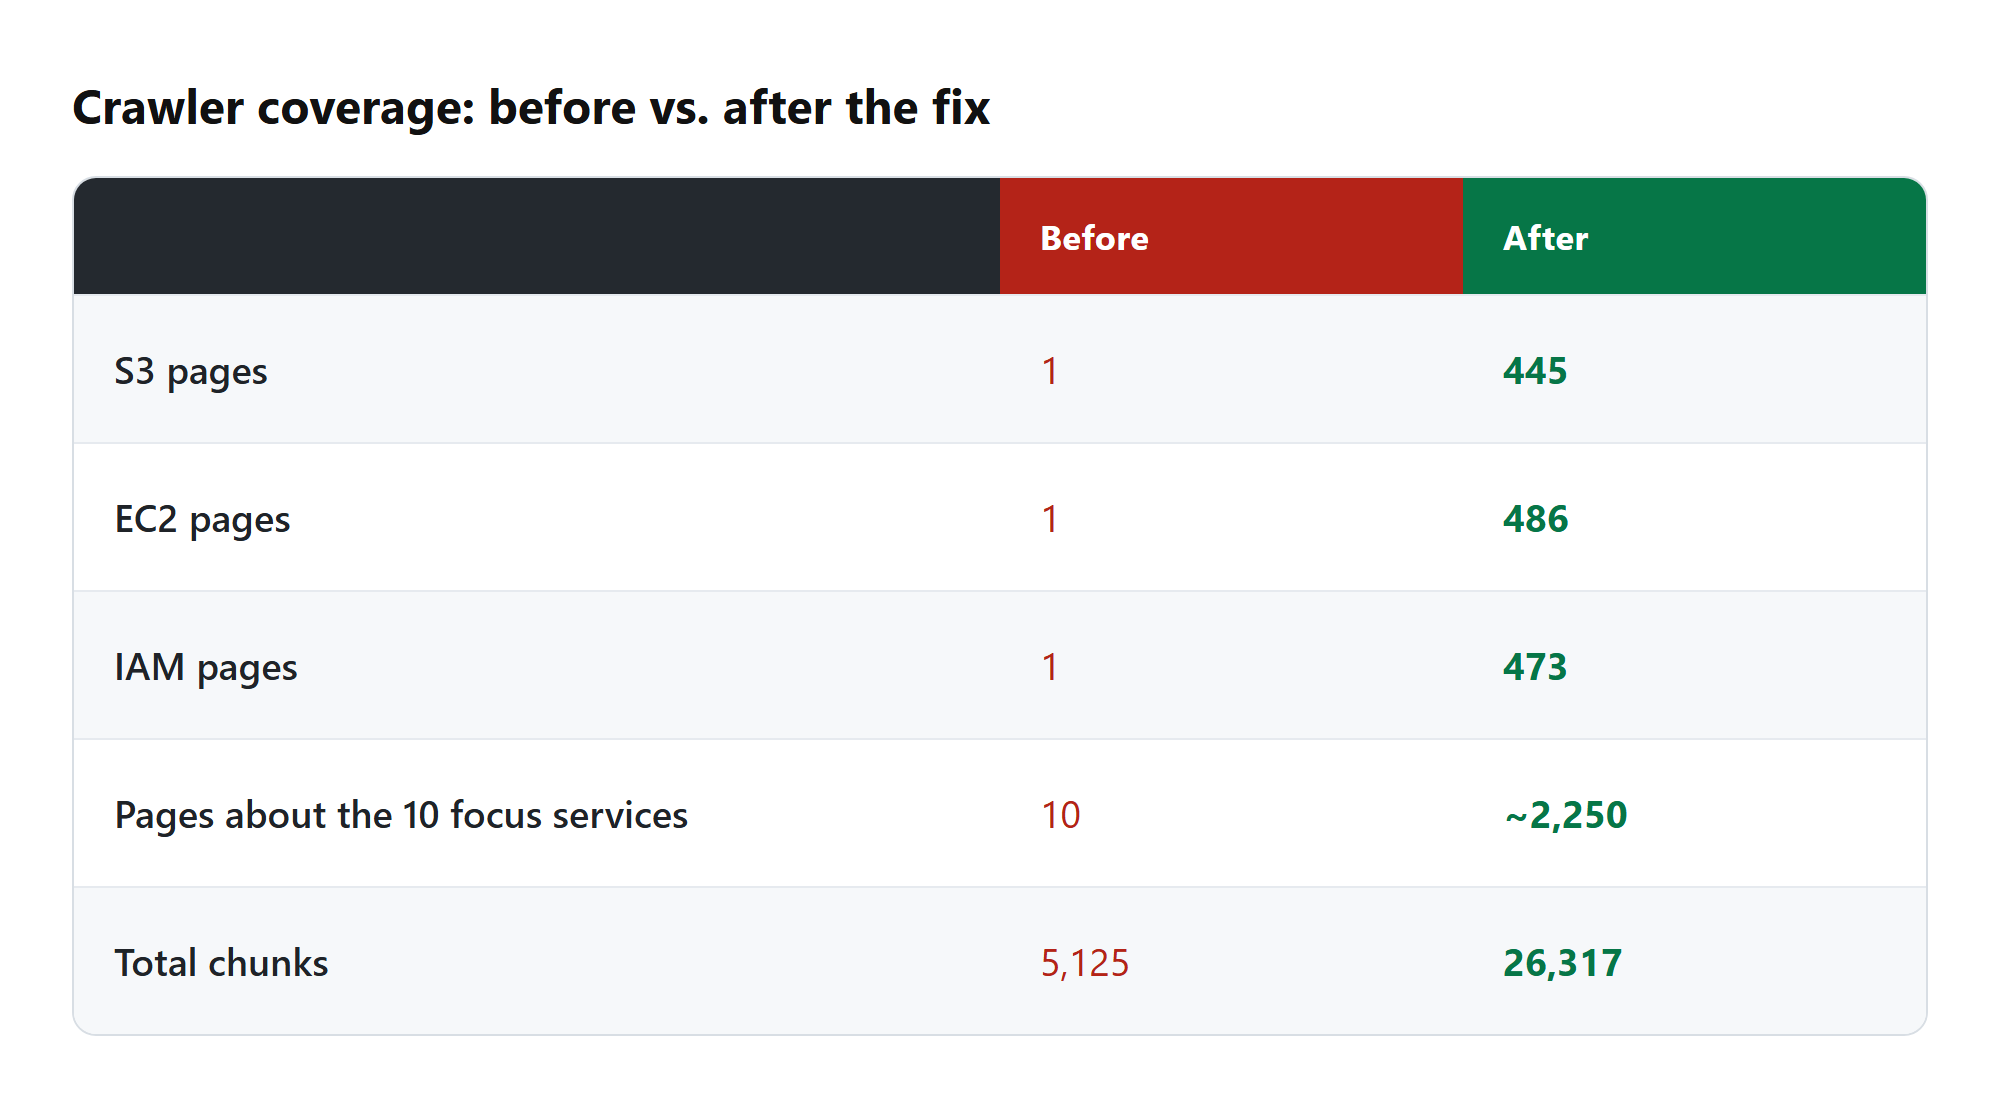 Crawler coverage: before vs. after the fix
Before After
S3 pages 1 445
EC2 pages 1 486
IAM pages 1 473
Pages about the 10 focus services 10 ~2,250
Total chunks 5,125 26,317